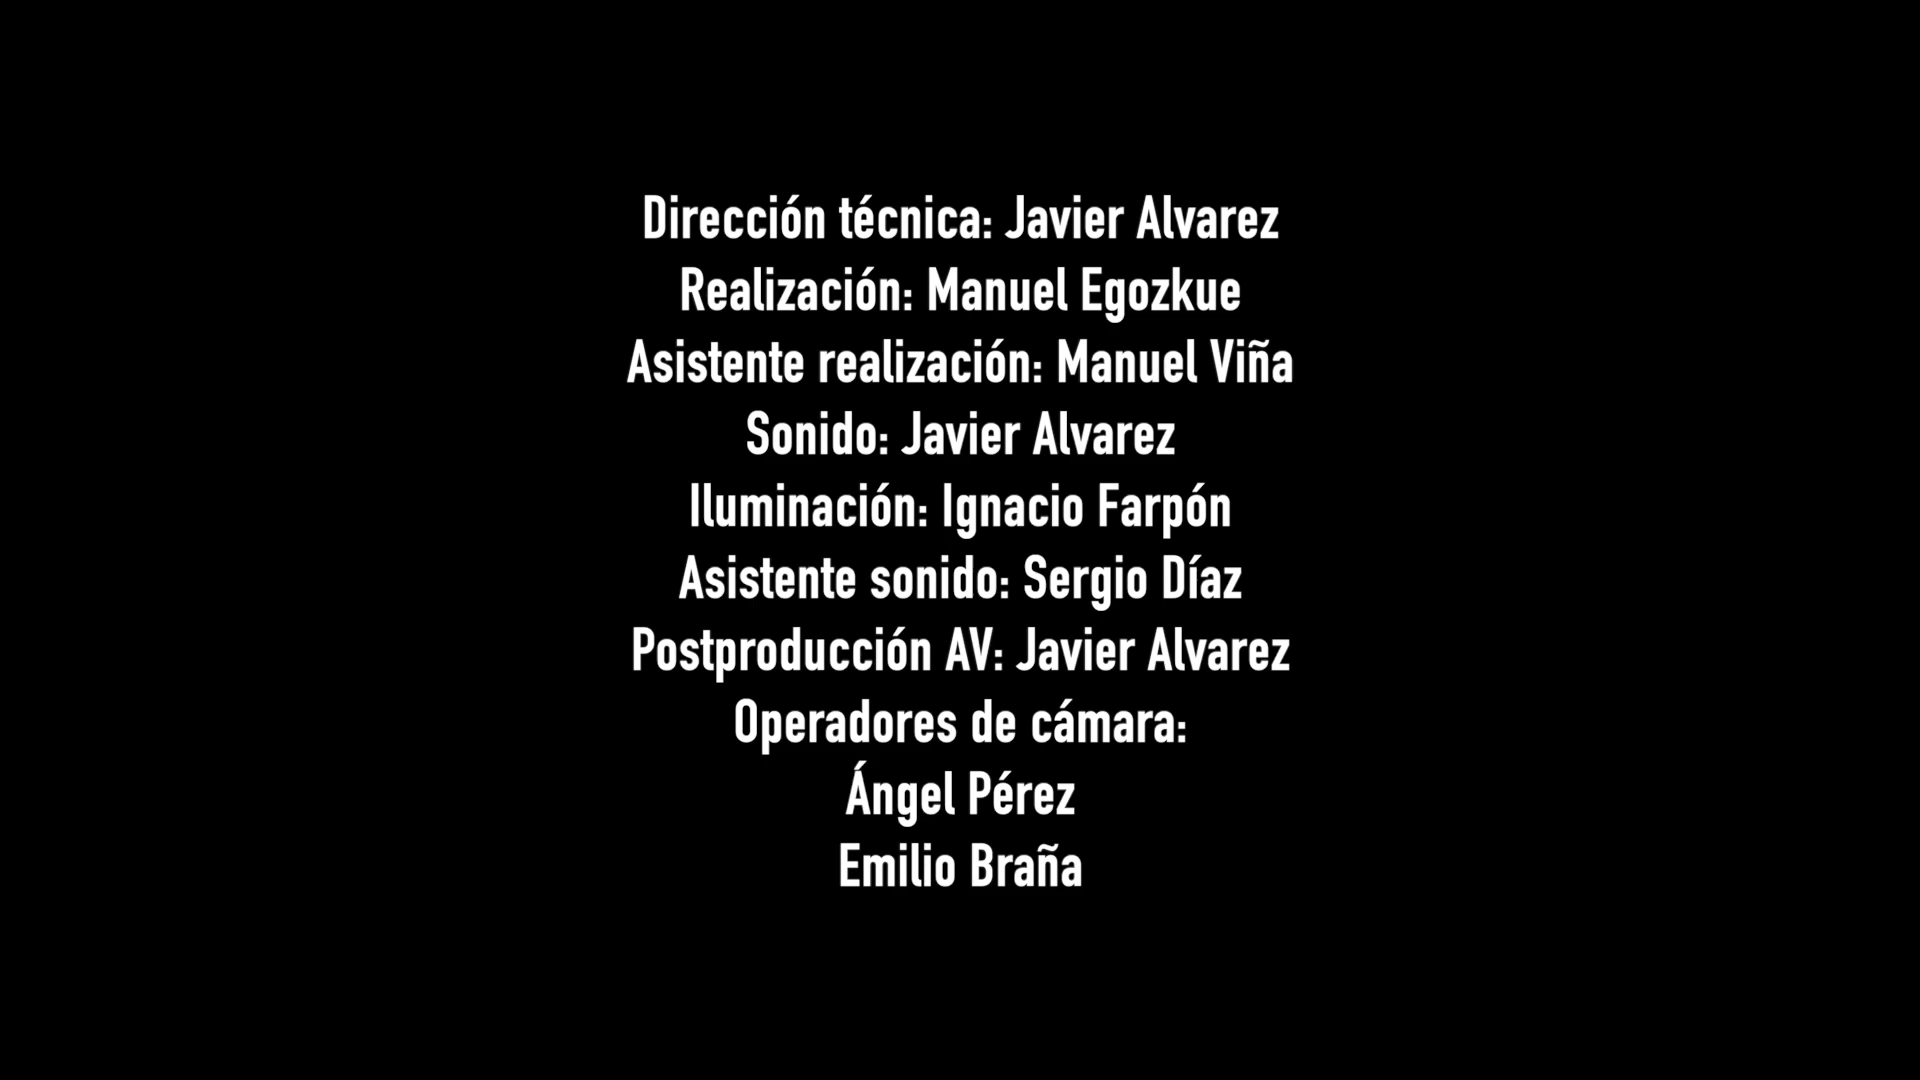 Dirección técnica: Javier Alvarez
Realización: Manuel Egozkue
Asistente realización: Manuel Viña
Sonido: Javier Alvarez
Iluminación: Ignacio Farpón
Asistente sonido: Sergio Díaz
Postproducción AV: Javier Alvarez
Operadores de cámara:
Ángel Pérez
Emilio Braña